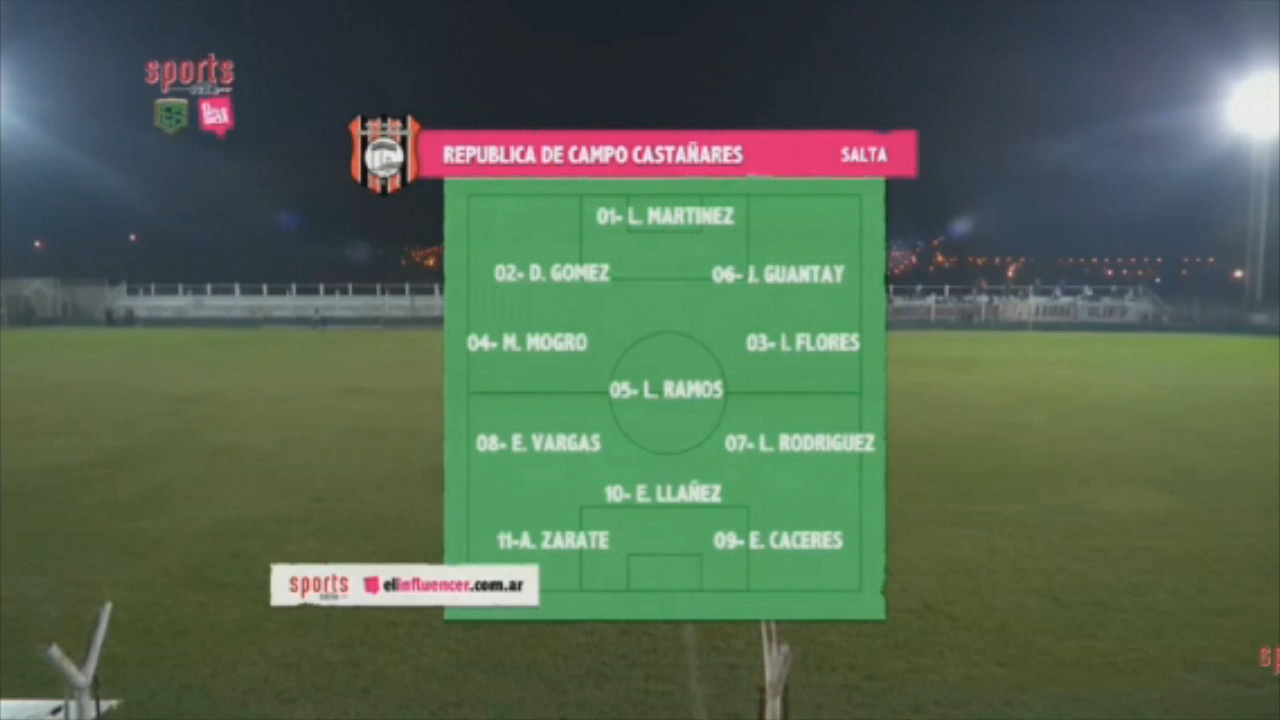 sports
REPUBLICA DE CAMPO CASTAÑARES SALTA
01- L. MARTINEZ
02- D. GOMEZ 06- J. GUANTAY
04- M. MOGRO 03- I. FLORES
05- L. RAMOS
08- E. VARGAS 07- L. RODRIGUEZ
10- E. LLAÑEZ
11-A. ZARATE 09- E. CACERES
sports elinfluencer.com.ar